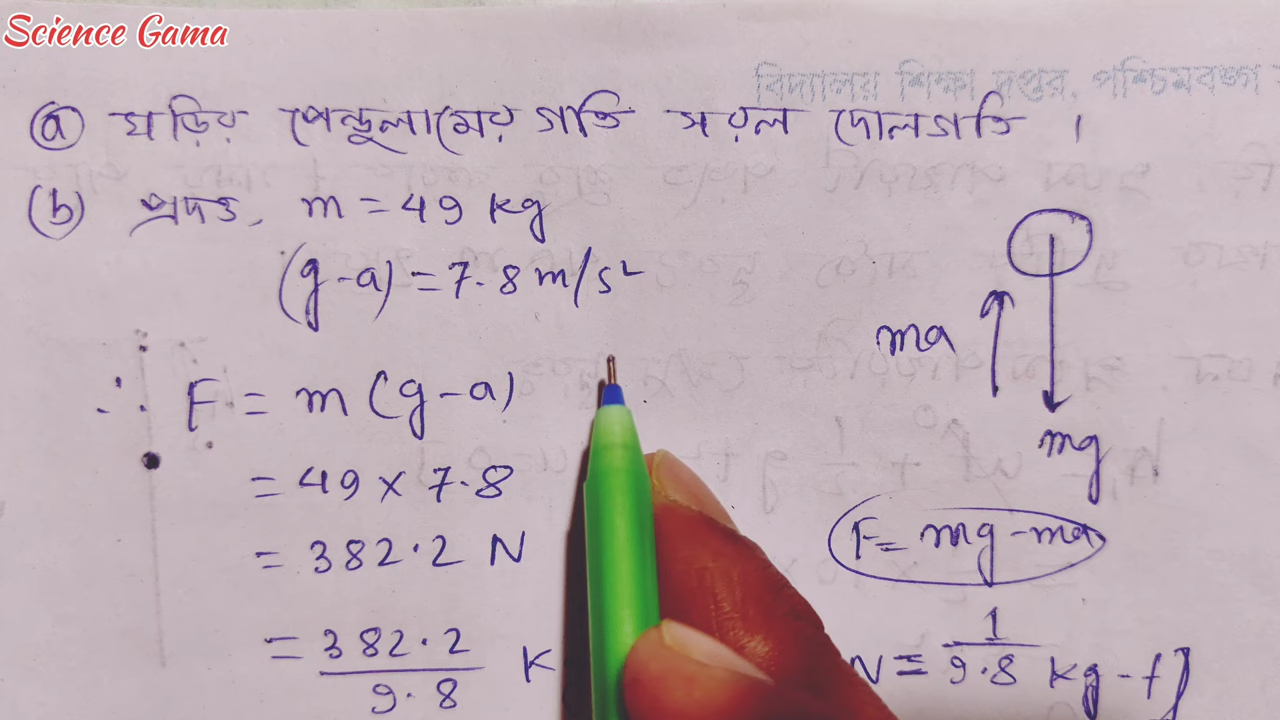 Science Gama
বিদ্যালয় শিক্ষা দপ্তর, পশ্চিমবঙ্গ
(a) ঘড়ির পেন্ডুলামের গতি সরল দোলগতি ।
(b) প্রদত্ত, m = 49 kg
(g-a) = 7.8 m/s²
∴ F = m (g-a)
= 49 × 7.8
= 382.2 N
= 382.2 / 9.8 K
ma
mg
F = mg - ma
N = 1/9.8 kg-f]